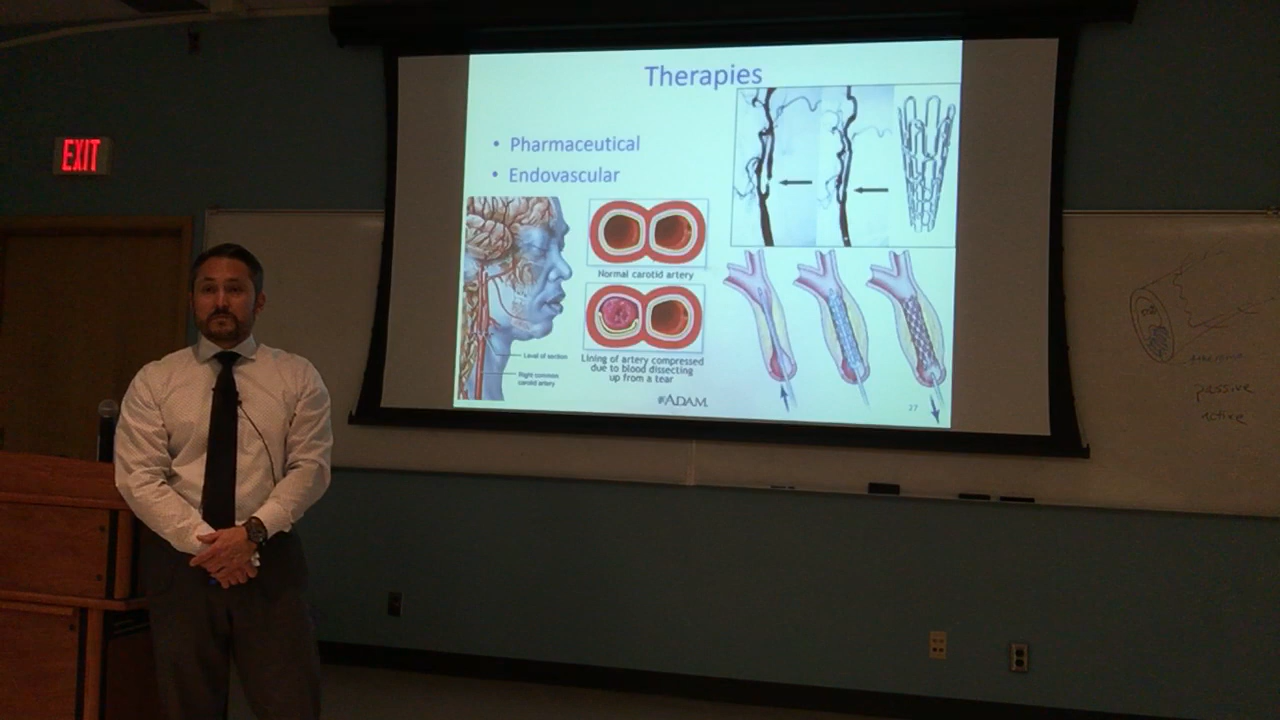 EXIT
Therapies
• Pharmaceutical
• Endovascular
Normal carotid artery
Lining of artery compressed
due to blood dissecting
up from a tear
Level of section
Right common
carotid artery
ADAM.
27
passive
active